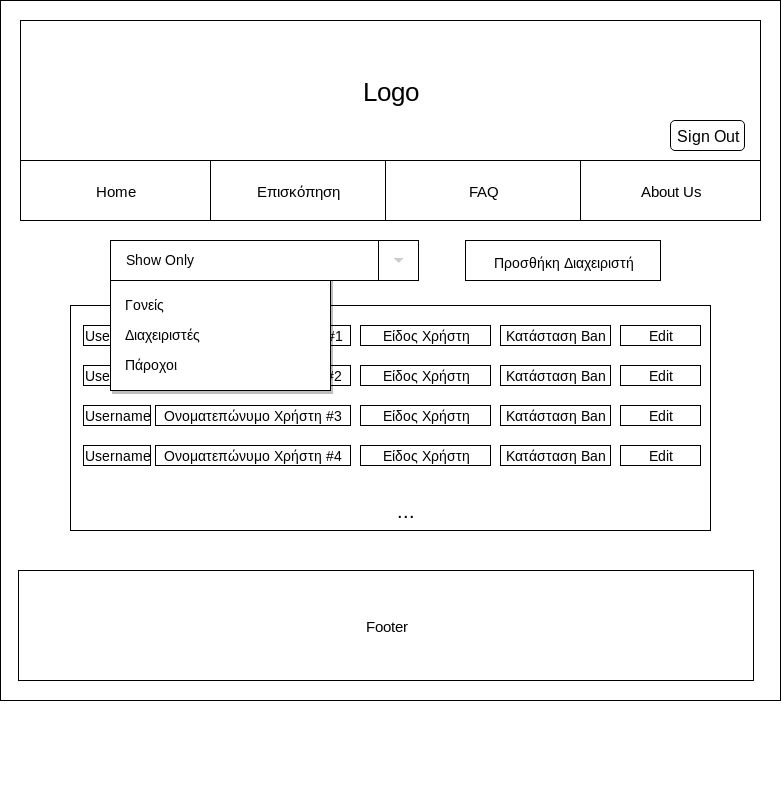 Logo
Sign Out
Home Επισκόπηση FAQ About Us
Show Only Προσθήκη Διαχειριστή
Γονείς
Διαχειριστές
Πάροχοι
#1 Είδος Χρήστη Κατάσταση Ban Edit
#2 Είδος Χρήστη Κατάσταση Ban Edit
Username Ονοματεπώνυμο Χρήστη #3 Είδος Χρήστη Κατάσταση Ban Edit
Username Ονοματεπώνυμο Χρήστη #4 Είδος Χρήστη Κατάσταση Ban Edit
...
Footer